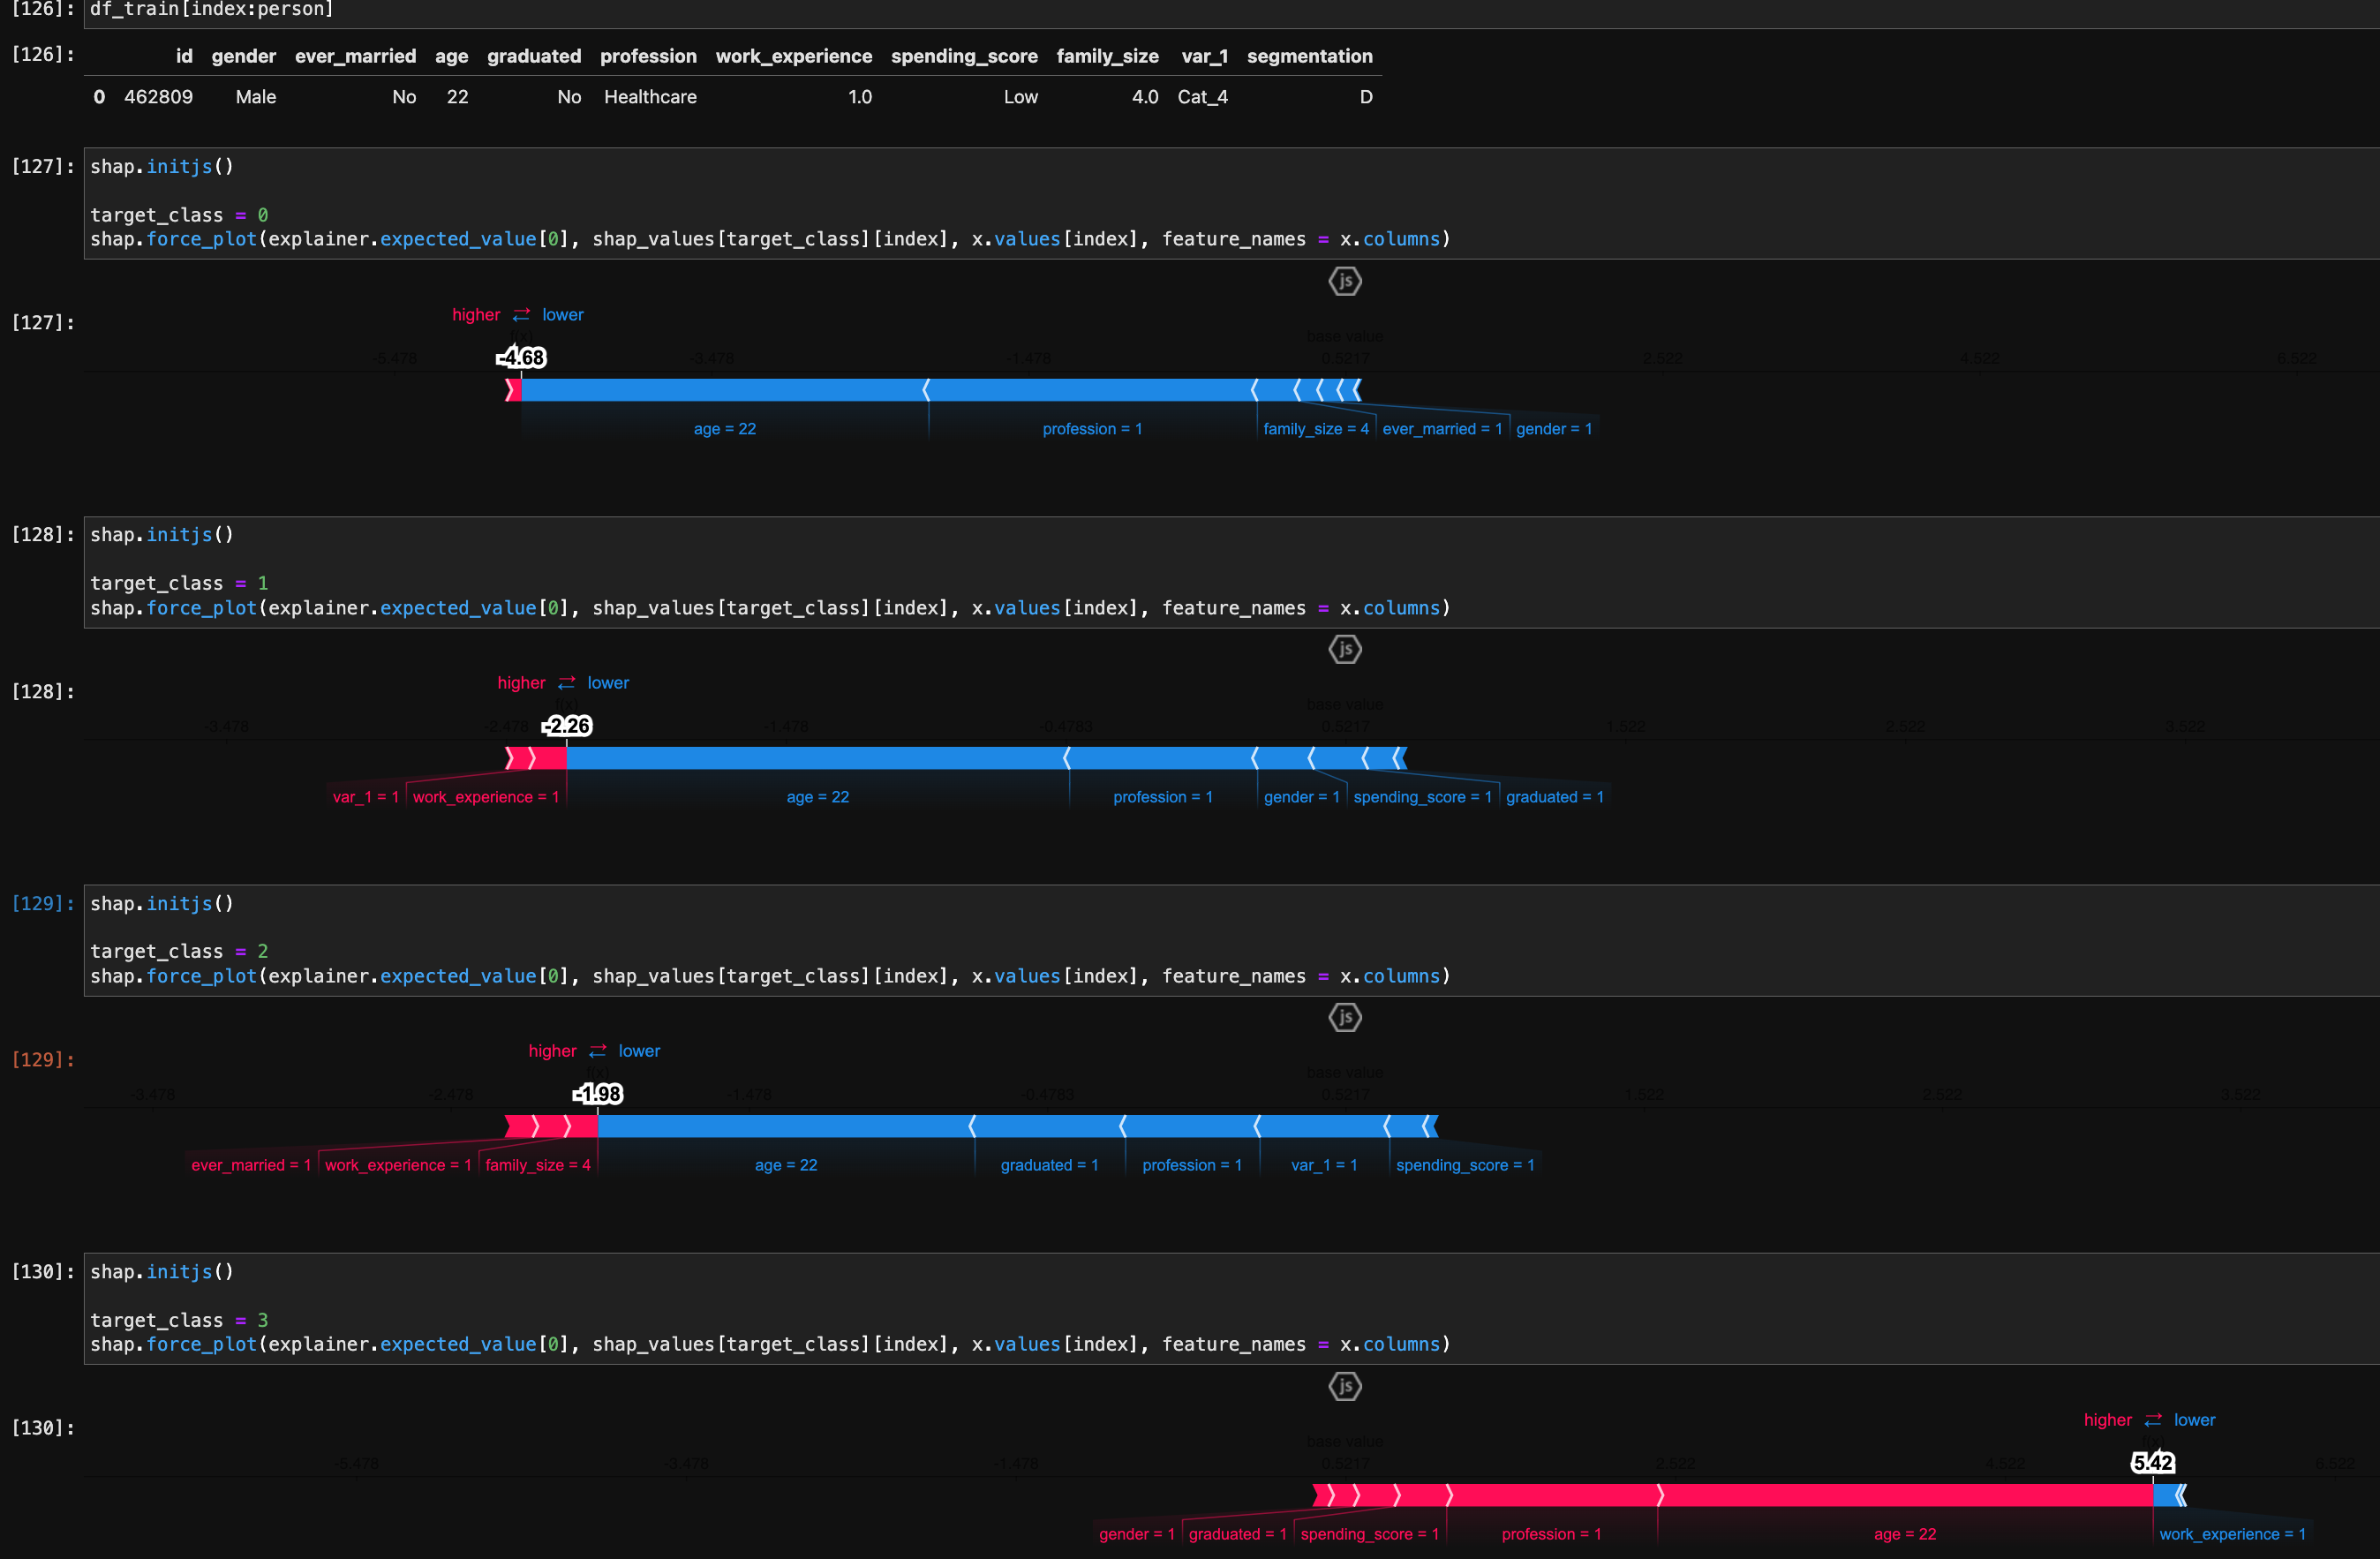 [126]: df_train[index:person]
[126]: id gender ever_married age graduated profession work_experience spending_score family_size var_1 segmentation
0 462809 Male No 22 No Healthcare 1.0 Low 4.0 Cat_4 D
[127]: shap.initjs()
target_class = 0
shap.force_plot(explainer.expected_value[0], shap_values[target_class][index], x.values[index], feature_names = x.columns)
js
[127]:
higher lower
f(x) base value
-5.478 -4.68 -3.478 -1.478 0.5217 2.522 4.522 6.522
age = 22 profession = 1 family_size = 4 ever_married = 1 gender = 1
[128]: shap.initjs()
target_class = 1
shap.force_plot(explainer.expected_value[0], shap_values[target_class][index], x.values[index], feature_names = x.columns)
js
[128]:
higher lower
f(x) base value
-3.478 -2.478 -2.26 -1.478 -0.4783 0.5217 1.522 2.522 3.522
var_1 = 1 work_experience = 1 age = 22 profession = 1 gender = 1 spending_score = 1 graduated = 1
[129]: shap.initjs()
target_class = 2
shap.force_plot(explainer.expected_value[0], shap_values[target_class][index], x.values[index], feature_names = x.columns)
js
[129]:
higher lower
f(x) base value
-3.478 -2.478 -1.98 -1.478 -0.4783 0.5217 1.522 2.522 3.522
ever_married = 1 work_experience = 1 family_size = 4 age = 22 graduated = 1 profession = 1 var_1 = 1 spending_score = 1
[130]: shap.initjs()
target_class = 3
shap.force_plot(explainer.expected_value[0], shap_values[target_class][index], x.values[index], feature_names = x.columns)
js
[130]:
higher lower
base value f(x)
-5.478 -3.478 -1.478 0.5217 2.522 4.522 5.42 6.522
gender = 1 graduated = 1 spending_score = 1 profession = 1 age = 22 work_experience = 1